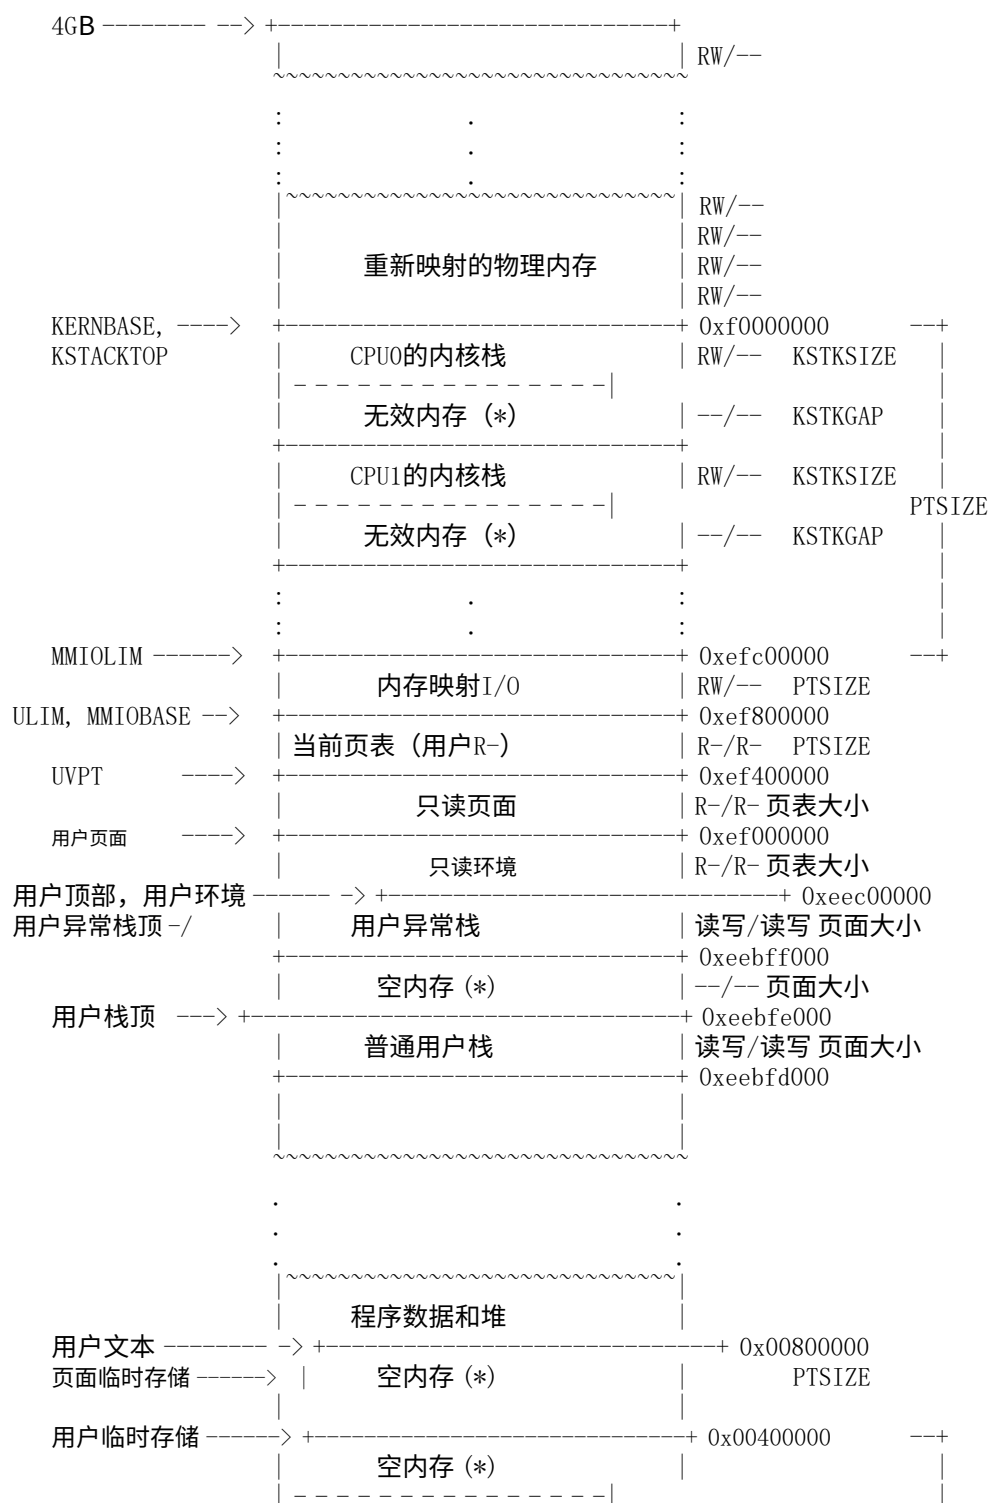 4GB -------- --> +------------------------------+
| | RW/--
~~~~~~~~~~~~~~~~~~~~~~~~~~~~~~~~
: . :
: . :
: . :
|~~~~~~~~~~~~~~~~~~~~~~~~~~~~~~| RW/--
| | RW/--
| 重新映射的物理内存 | RW/--
| | RW/--
KERNBASE, ----> +------------------------------+ 0xf0000000 --+
KSTACKTOP | CPU0的内核栈 | RW/-- KSTKSIZE |
| - - - - - - - - - - - - - - -| |
| 无效内存（*） | --/-- KSTKGAP |
+------------------------------+ |
| CPU1的内核栈 | RW/-- KSTKSIZE |
| - - - - - - - - - - - - - - -| PTSIZE
| 无效内存（*） | --/-- KSTKGAP |
+------------------------------+ |
: . : |
: . : |
MMIOLIM ------> +------------------------------+ 0xefc00000 --+
| 内存映射I/O | RW/-- PTSIZE
ULIM, MMIOBASE --> +------------------------------+ 0xef800000
| 当前页表（用户R-） | R-/R- PTSIZE
UVPT ----> +------------------------------+ 0xef400000
| 只读页面 | R-/R- 页表大小
用户页面 ----> +------------------------------+ 0xef000000
| 只读环境 | R-/R- 页表大小
用户顶部，用户环境 ------ -> +------------------------------+ 0xeec00000
用户异常栈顶 -/ | 用户异常栈 | 读写/读写 页面大小
+------------------------------+ 0xeebff000
| 空内存 (*) | --/-- 页面大小
用户栈顶 ---> +---------------------------------+ 0xeebfe000
| 普通用户栈 | 读写/读写 页面大小
+------------------------------+ 0xeebfd000
| |
| |
~~~~~~~~~~~~~~~~~~~~~~~~~~~~~~~~
. .
. .
. .
|~~~~~~~~~~~~~~~~~~~~~~~~~~~~~~|
| 程序数据和堆 |
用户文本 -------- -> +------------------------------+ 0x00800000
页面临时存储 ------> | 空内存 (*) | PTSIZE
| |
用户临时存储 ------> +----------------------------+ 0x00400000 --+
| 空内存 (*) | |
| - - - - - - - - - - - - - - -| |